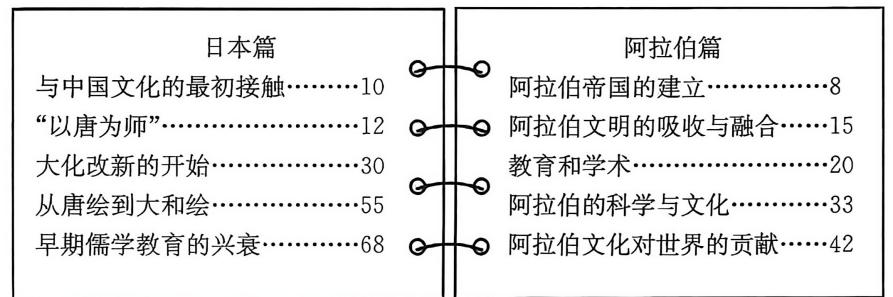 日本篇
与中国文化的最初接触………10
“以唐为师”……………………12
大化改新的开始………………30
从唐绘到大和绘………………55
早期儒学教育的兴衰…………68
阿拉伯篇
阿拉伯帝国的建立……………8
阿拉伯文明的吸收与融合……15
教育和学术……………………20
阿拉伯的科学与文化…………33
阿拉伯文化对世界的贡献……42